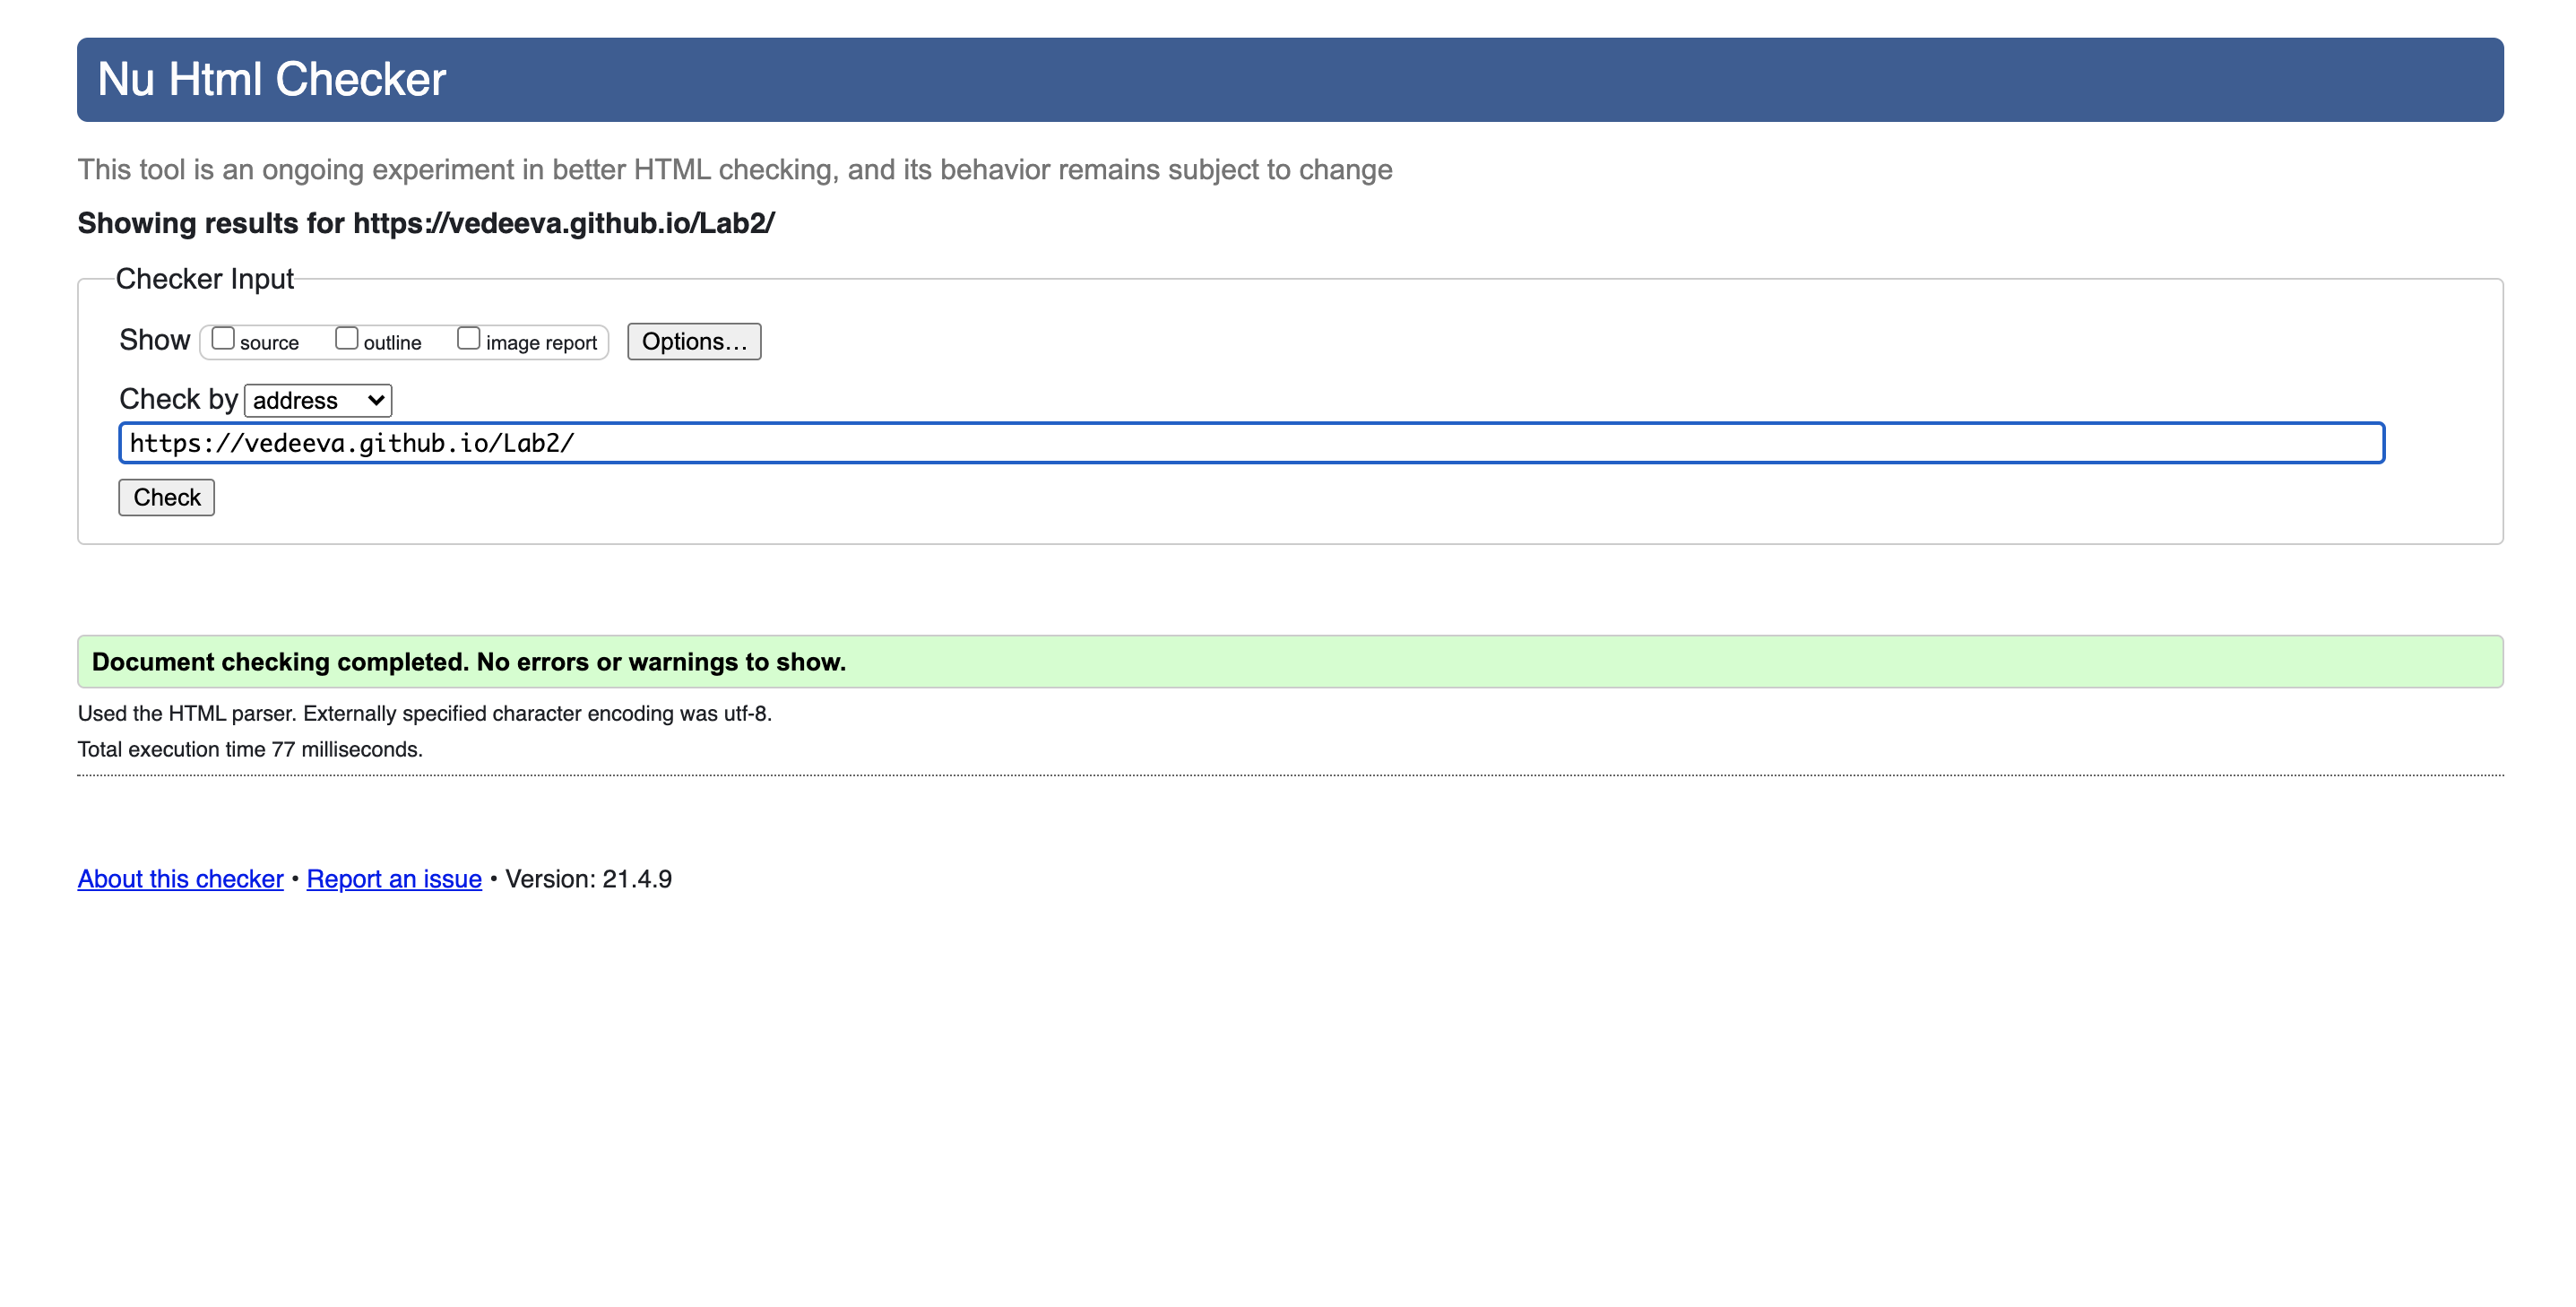 Nu Html Checker
This tool is an ongoing experiment in better HTML checking, and its behavior remains subject to change
Showing results for https://vedeeva.github.io/Lab2/
Checker Input
Show source outline image report Options...
Check by address
https://vedeeva.github.io/Lab2/
Check
Document checking completed. No errors or warnings to show.
Used the HTML parser. Externally specified character encoding was utf-8.
Total execution time 77 milliseconds.
About this checker • Report an issue • Version: 21.4.9